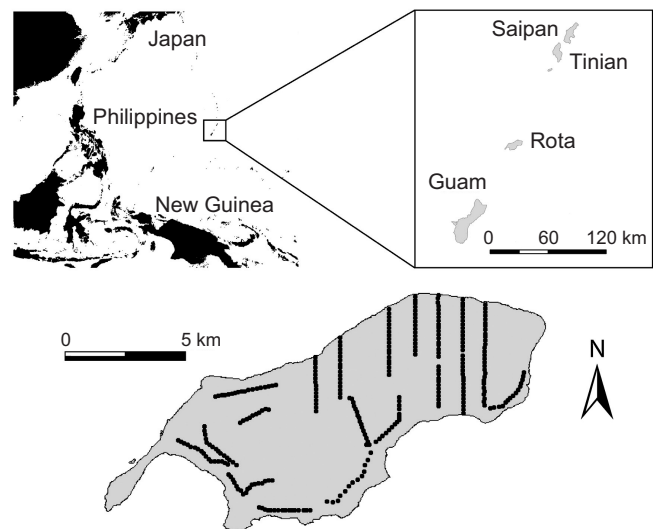 Japan
Philippines
New Guinea
Saipan
Tinian
Rota
Guam
0 60 120 km
0 5 km
N